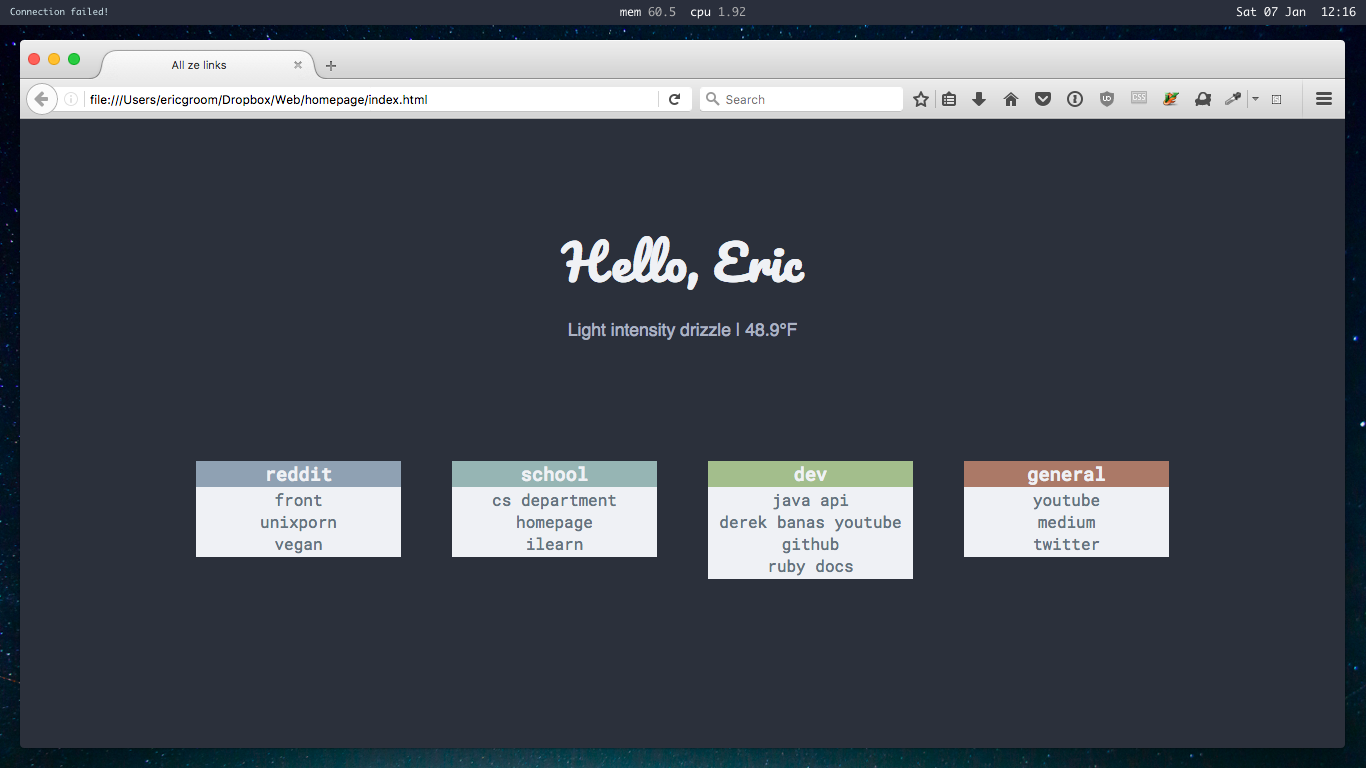 Connection failed! mem 60.5 cpu 1.92 Sat 07 Jan 12:16
All ze links
file:///Users/ericgroom/Dropbox/Web/homepage/index.html Search
Hello, Eric
Light intensity drizzle | 48.9°F
reddit
front
unixporn
vegan
school
cs department
homepage
ilearn
dev
java api
derek banas youtube
github
ruby docs
general
youtube
medium
twitter